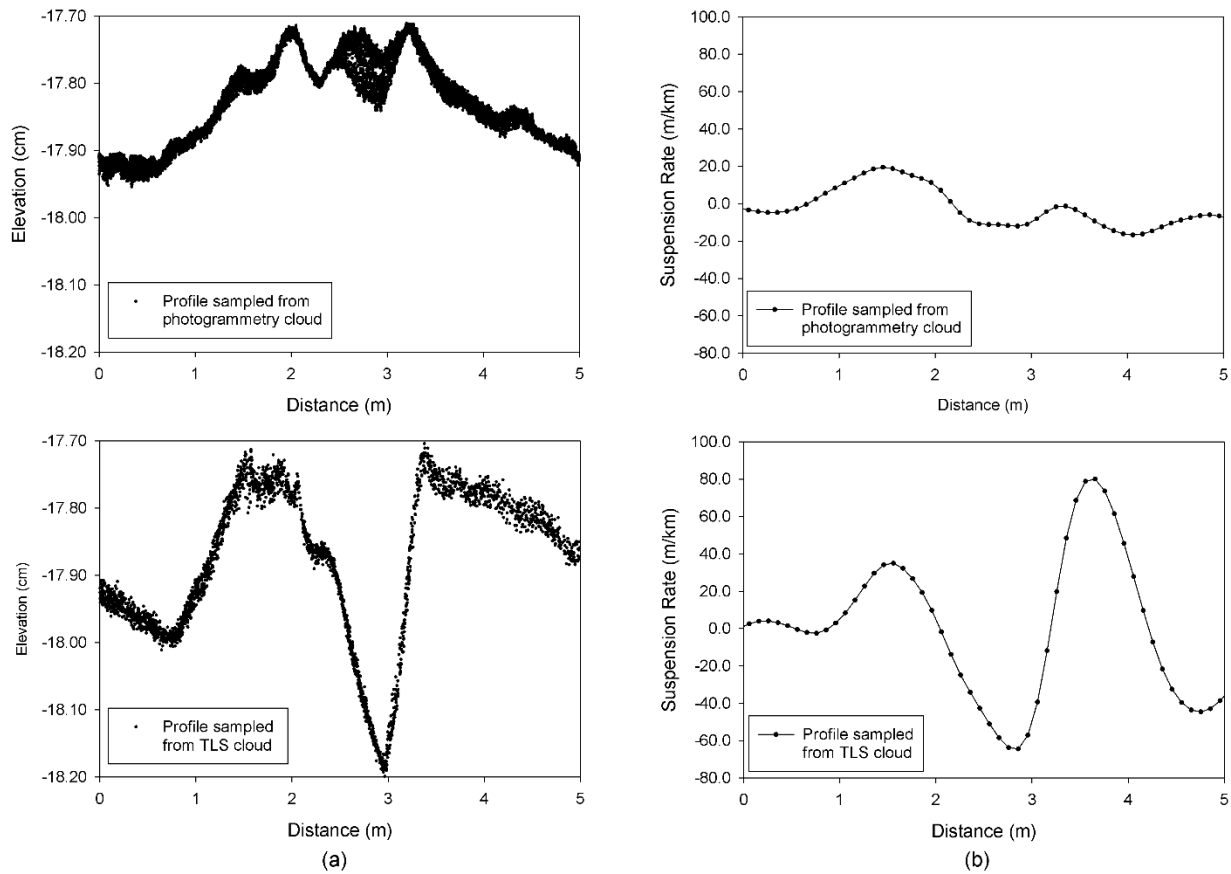 -17.70
-17.80
-17.90
-18.00
-18.10
-18.20
Elevation (cm)
Profile sampled from
photogrammetry cloud
0 1 2 3 4 5
Distance (m)
100.0
80.0
60.0
40.0
20.0
0.0
-20.0
-40.0
-60.0
-80.0
Suspension Rate (m/km)
Profile sampled from
photogrammetry cloud
0 1 2 3 4 5
Distance (m)
-17.70
-17.80
-17.90
-18.00
-18.10
-18.20
Elevation (cm)
Profile sampled
from TLS cloud
0 1 2 3 4 5
Distance (m)
(a)
100.0
80.0
60.0
40.0
20.0
0.0
-20.0
-40.0
-60.0
-80.0
Suspension Rate (m/km)
Profile sampled
from TLS cloud
0 1 2 3 4 5
Distance (m)
(b)